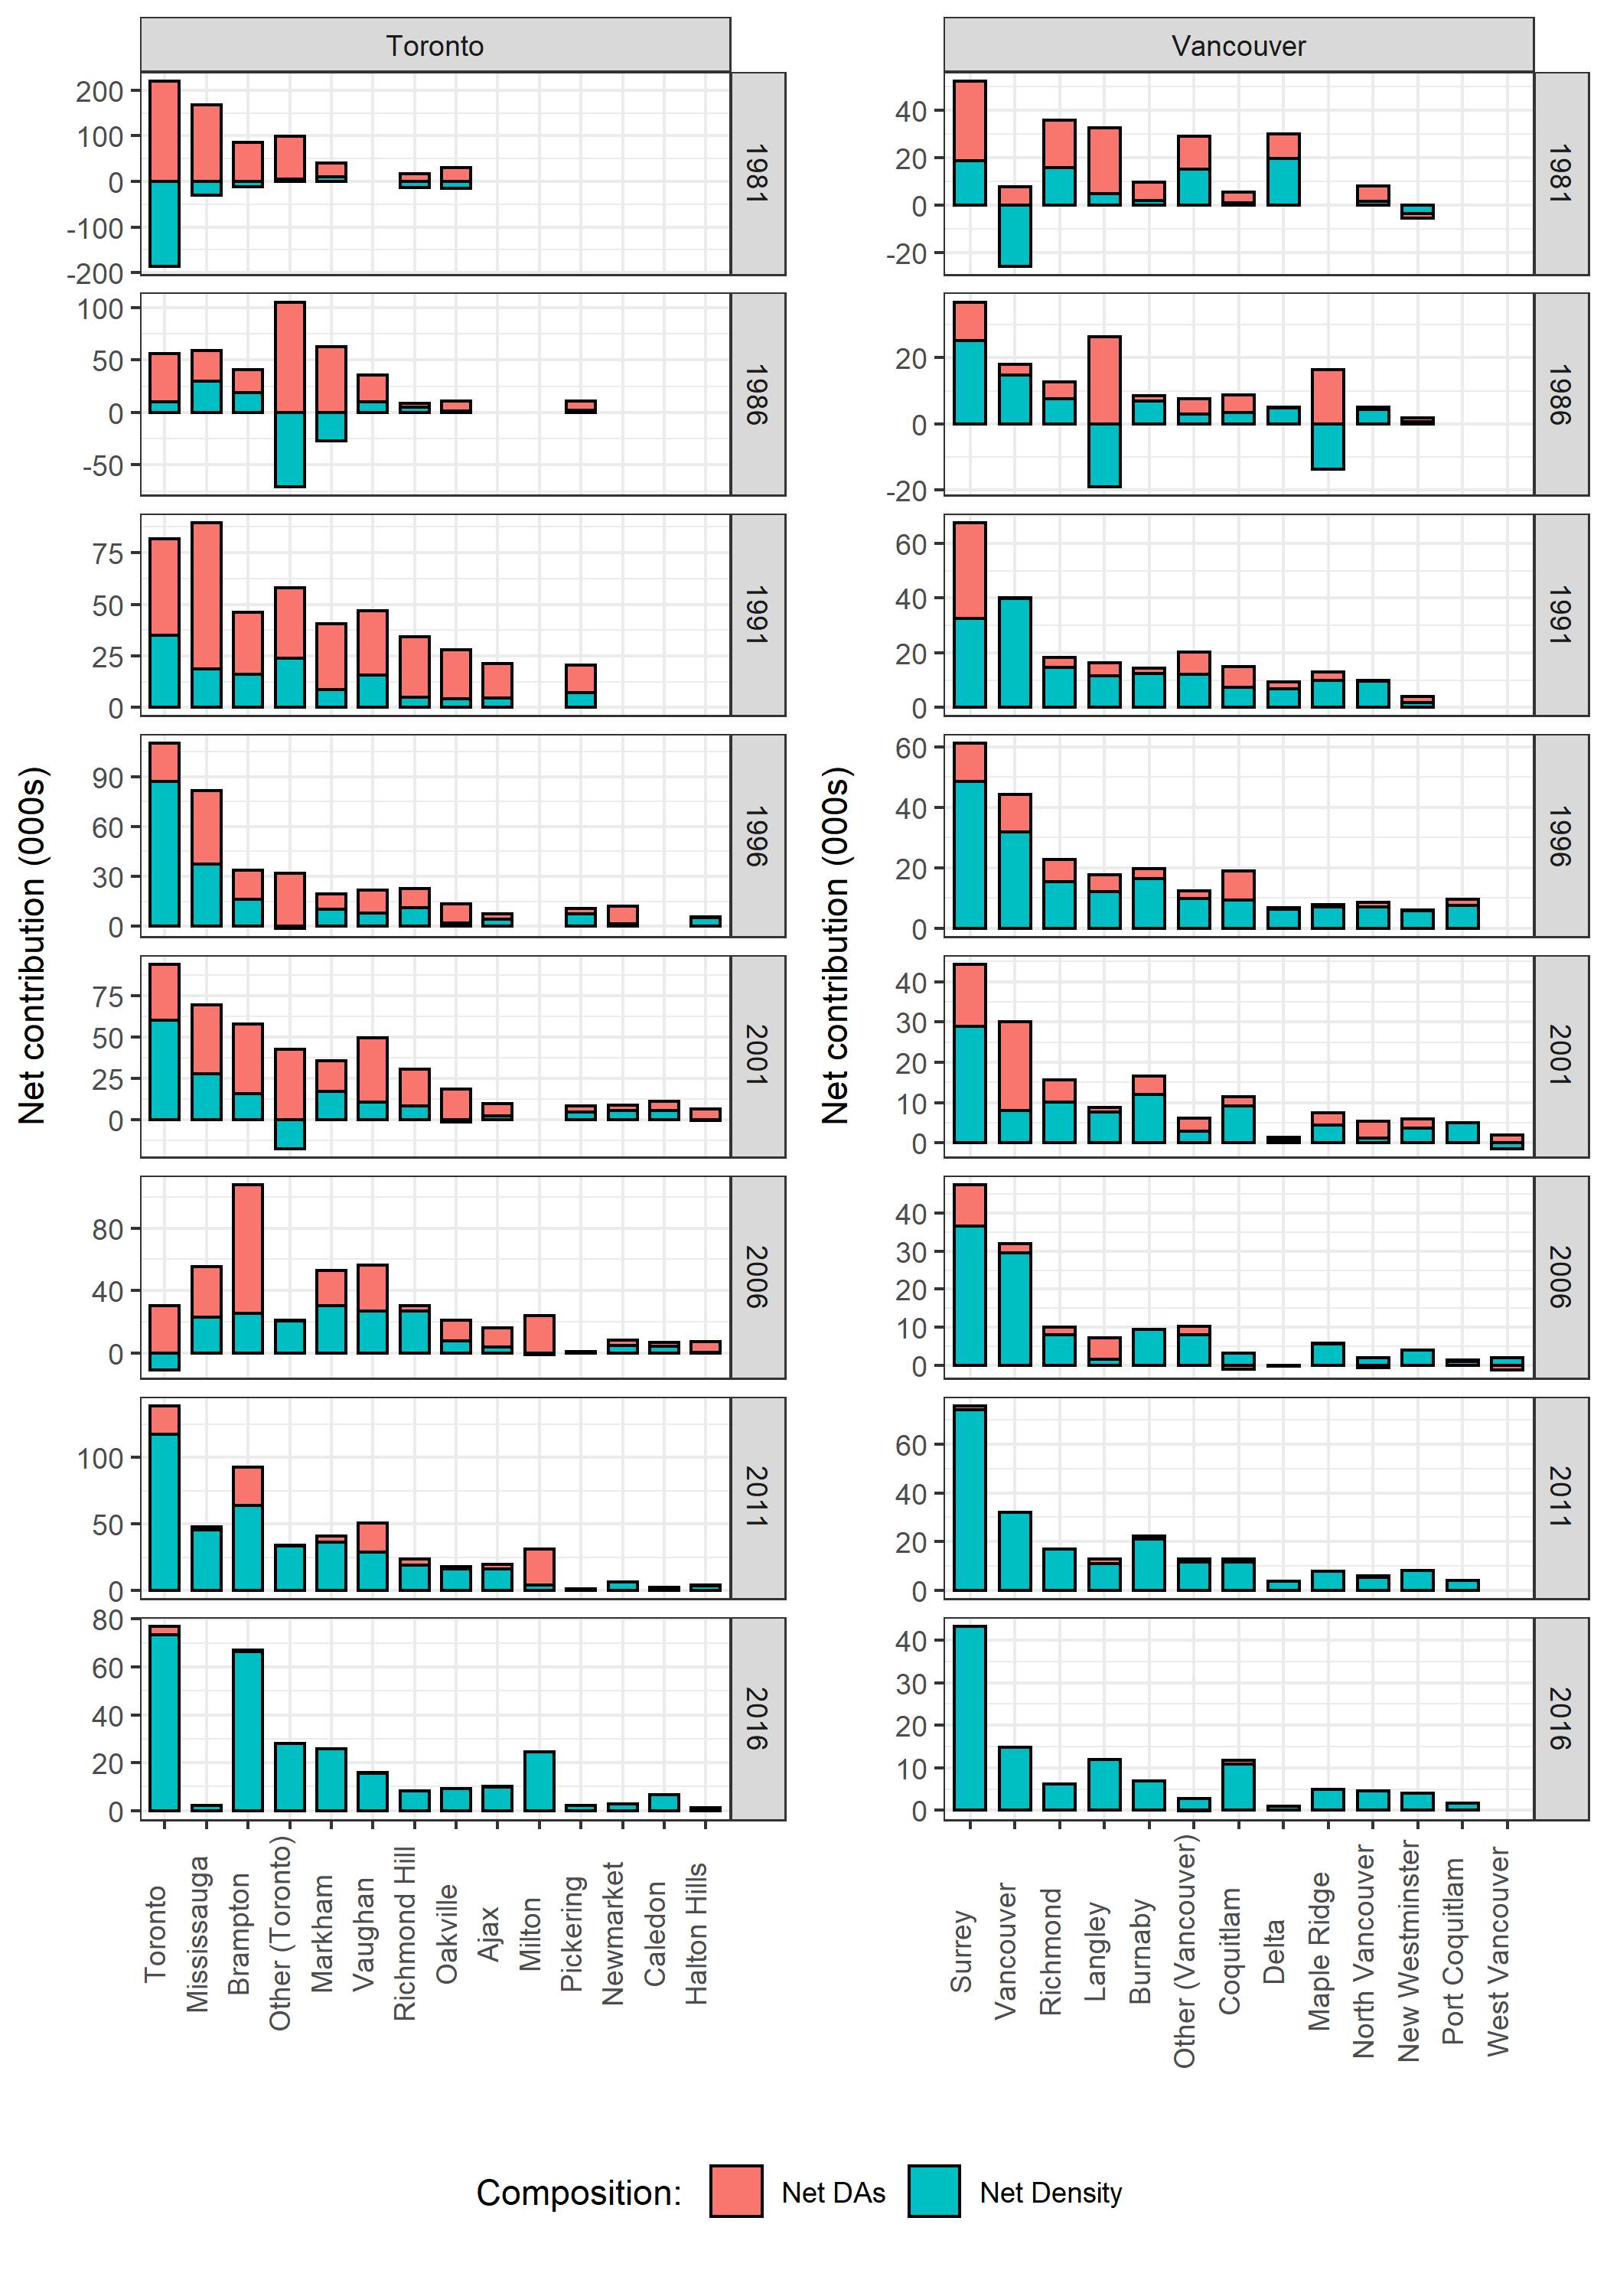 Toronto
Vancouver
200
100
0
-100
-200
1981
40
20
0
-20
1981
100
50
0
-50
1986
20
0
-20
1986
75
50
25
0
1991
60
40
20
0
1991
90
60
30
0
1996
60
40
20
0
1996
75
50
25
0
2001
40
30
20
10
0
2001
80
40
0
2006
40
30
20
10
0
2006
100
50
0
2011
60
40
20
0
2011
80
60
40
20
0
2016
40
30
20
10
0
2016
Net contribution (000s)
Net contribution (000s)
Toronto
Mississauga
Brampton
Other (Toronto)
Markham
Vaughan
Richmond Hill
Oakville
Ajax
Milton
Pickering
Newmarket
Caledon
Halton Hills
Surrey
Vancouver
Richmond
Langley
Burnaby
Other (Vancouver)
Coquitlam
Delta
Maple Ridge
North Vancouver
New Westminster
Port Coquitlam
West Vancouver
Composition: Net DAs Net Density